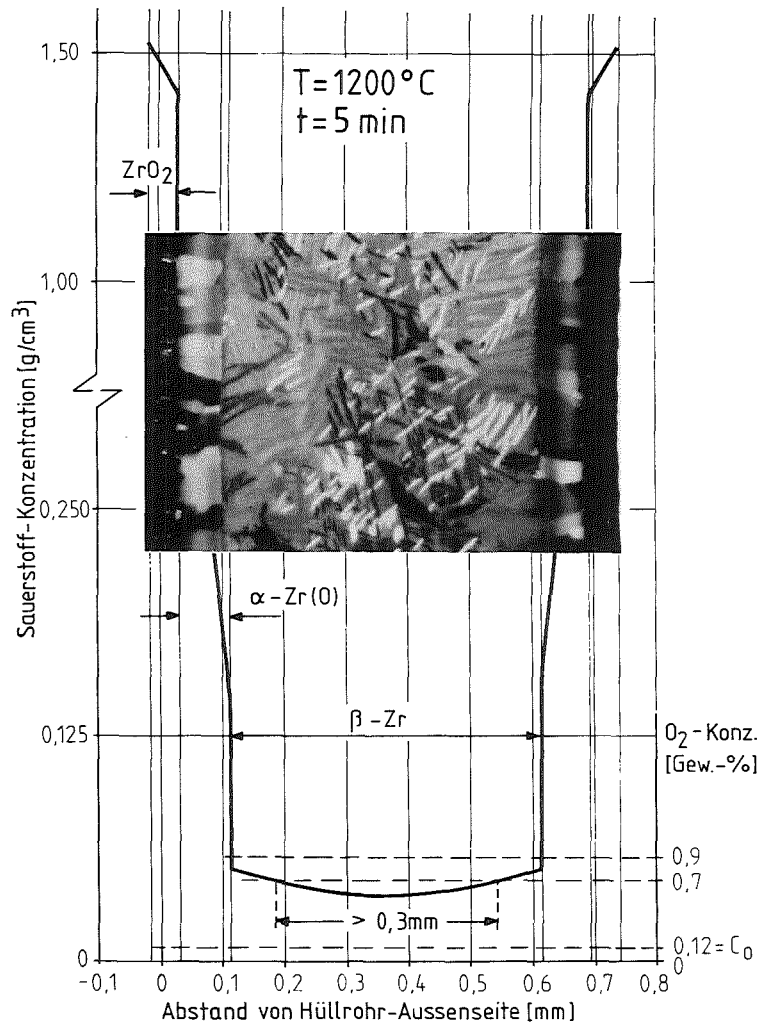 1,50
T=1200°C
t=5 min
ZrO₂
1,00
Sauerstoff-Konzentration [g/cm³]
0,250
α-Zr(O)
β-Zr
0,125
O₂-Konz.
[Gew.-%]
0,9
0,7
> 0,3mm
0,12=C₀
0
0
-0,1 0 0,1 0,2 0,3 0,4 0,5 0,6 0,7 0,8
Abstand von Hüllrohr-Aussenseite [mm]